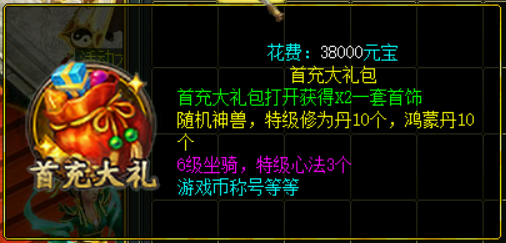 花费：38000元宝
首充大礼包
首充大礼包打开获得X2一套首饰
随机神兽，特级修为丹10个，鸿蒙丹10
个
6级坐骑，特级心法3个
游戏币称号等等
首充大礼